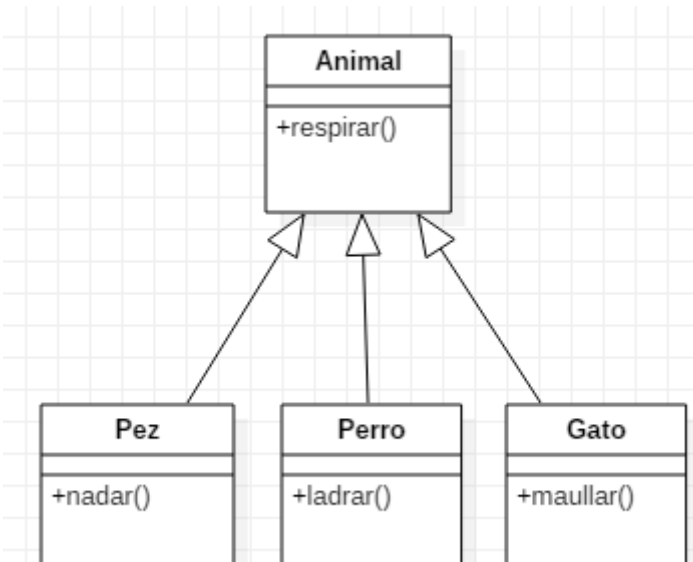 Animal
+respirar()
Pez
Perro
Gato
+nadar()
+ladrar()
+maullar()